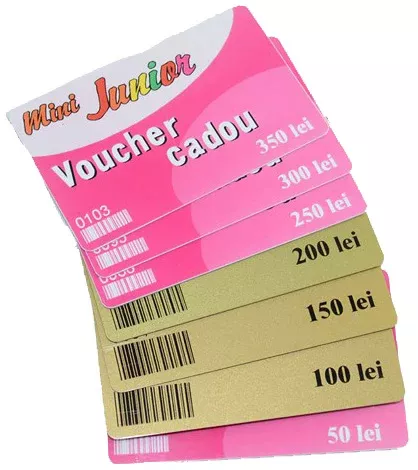 Mini Junior
Voucher
Cadou
350 lei
0103
300 lei
250 lei
200 lei
150 lei
100 lei
50 lei